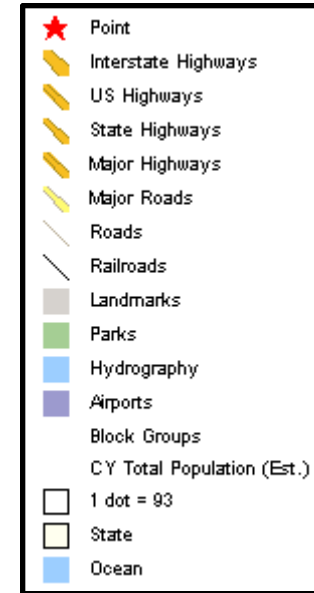 Point
Interstate Highways
US Highways
State Highways
Major Highways
Major Roads
Roads
Railroads
Landmarks
Parks
Hydrography
Airports
Block Groups
CY Total Population (Est.)
1 dot = 93
State
Ocean